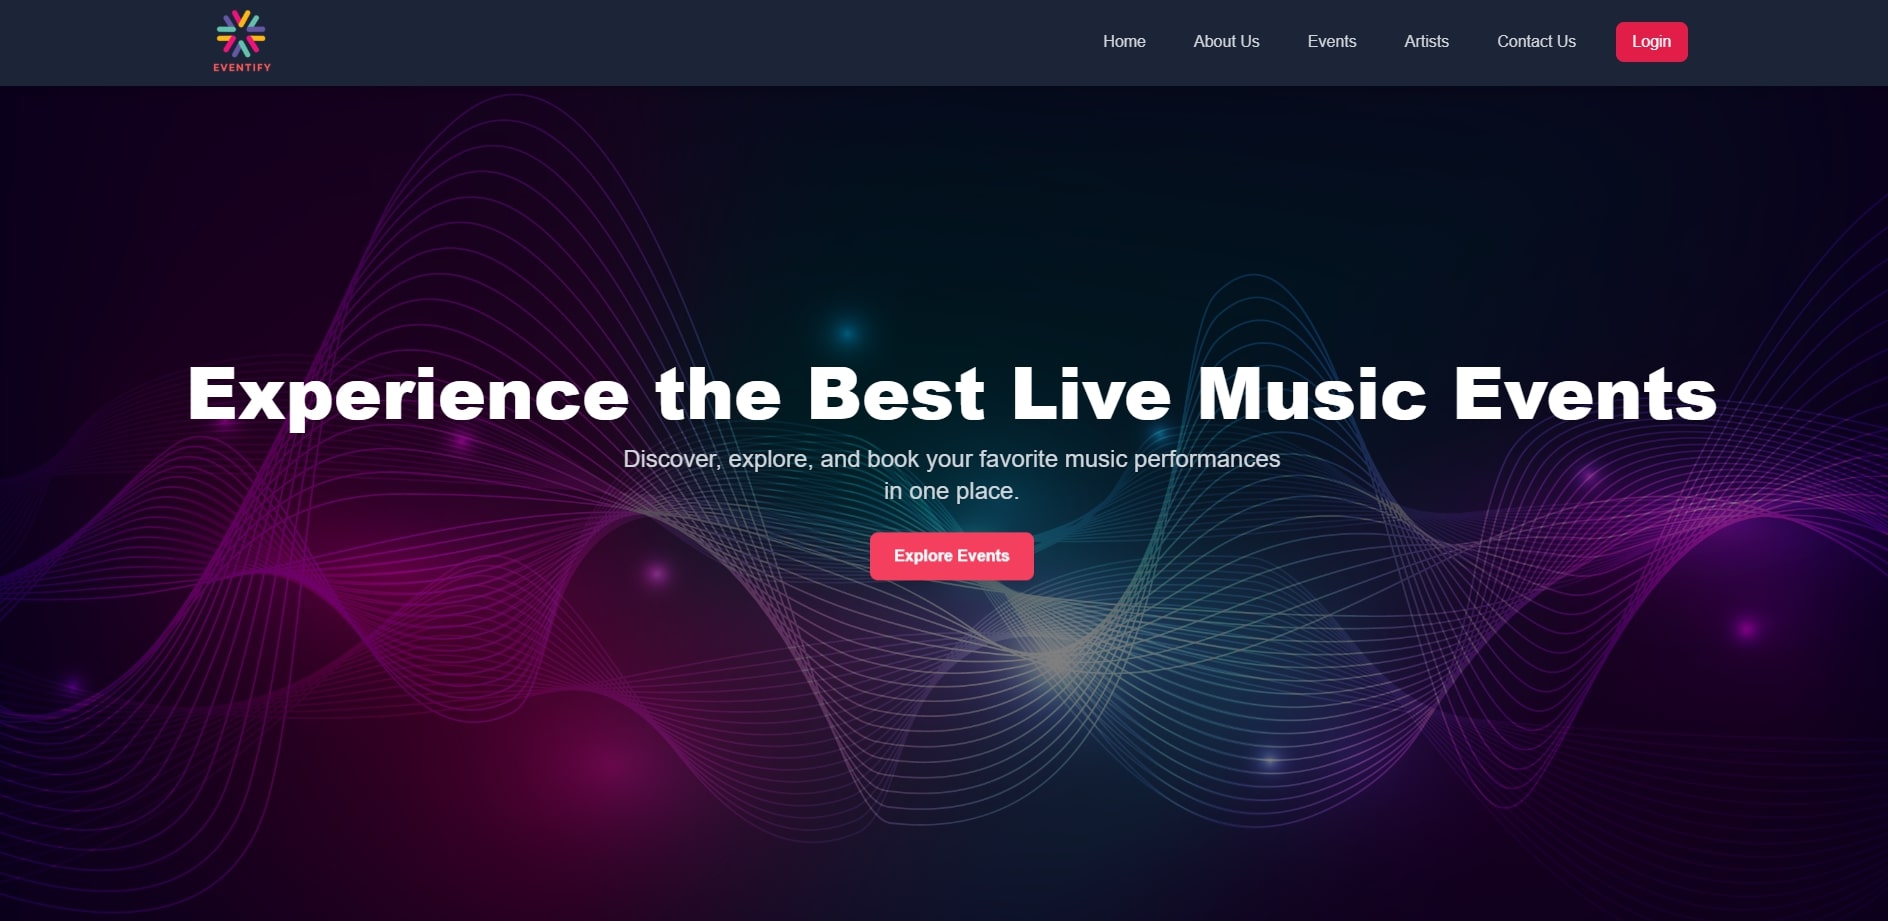 EVENTIFY
Home
About Us
Events
Artists
Contact Us
Login
Experience the Best Live Music Events
Discover, explore, and book your favorite music performances
in one place.
Explore Events